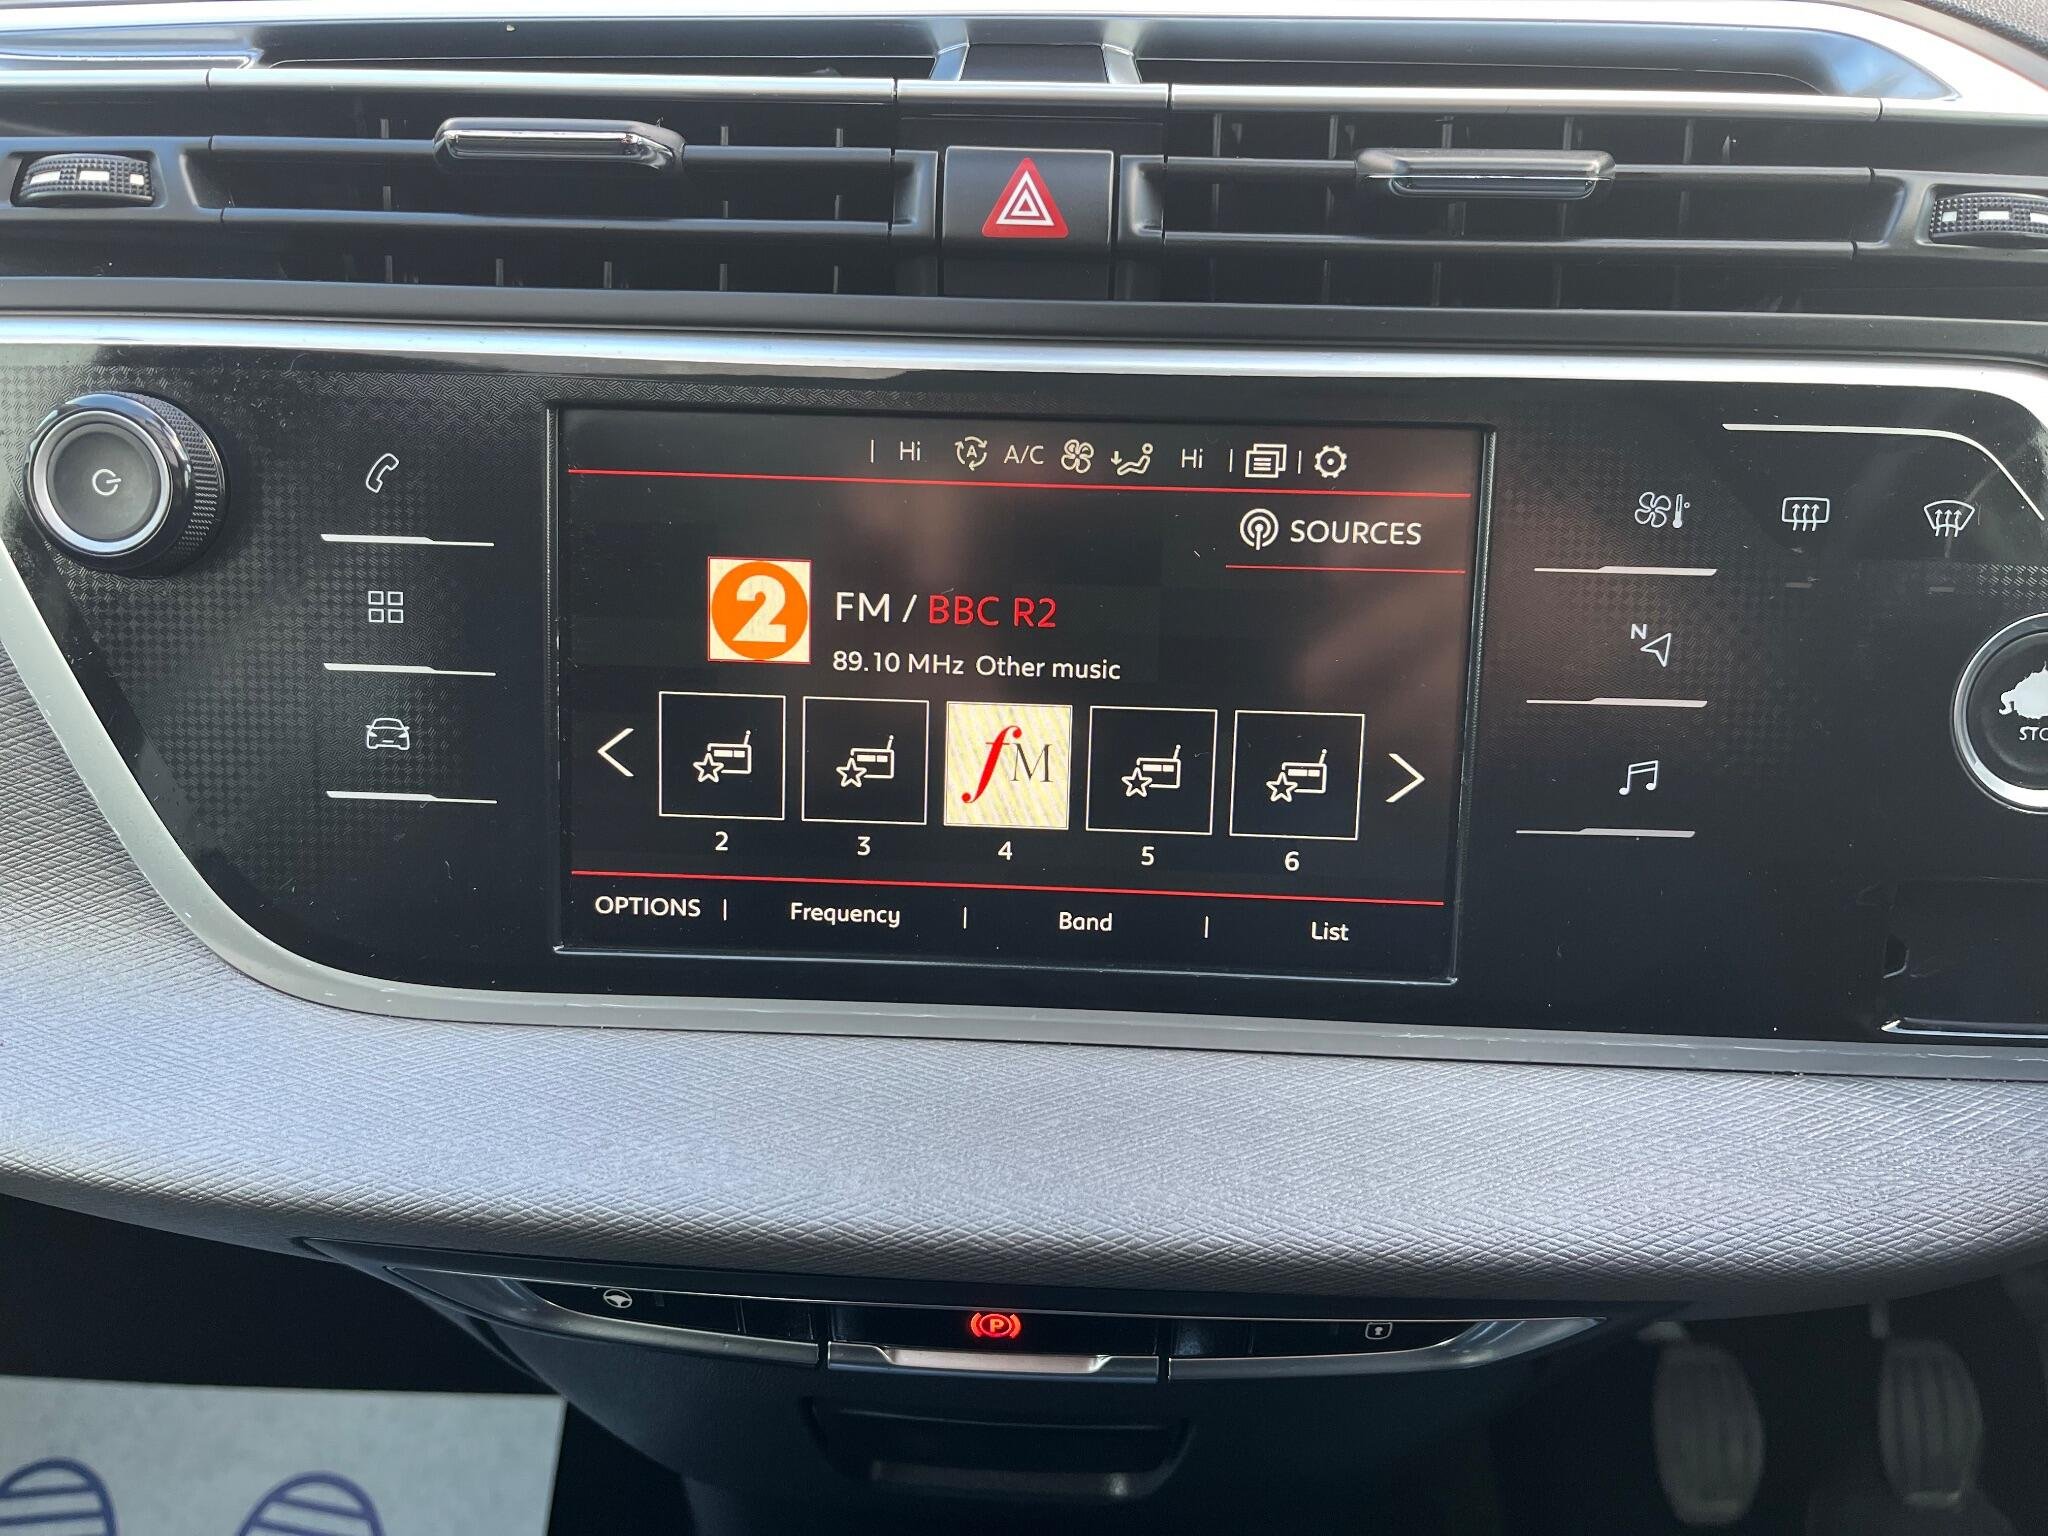 Hi A A/C Hi
SOURCES
2 FM / BBC R2
89.10 MHz Other music
fM
2 3 4 5 6
OPTIONS | Frequency | Band | List
N
P